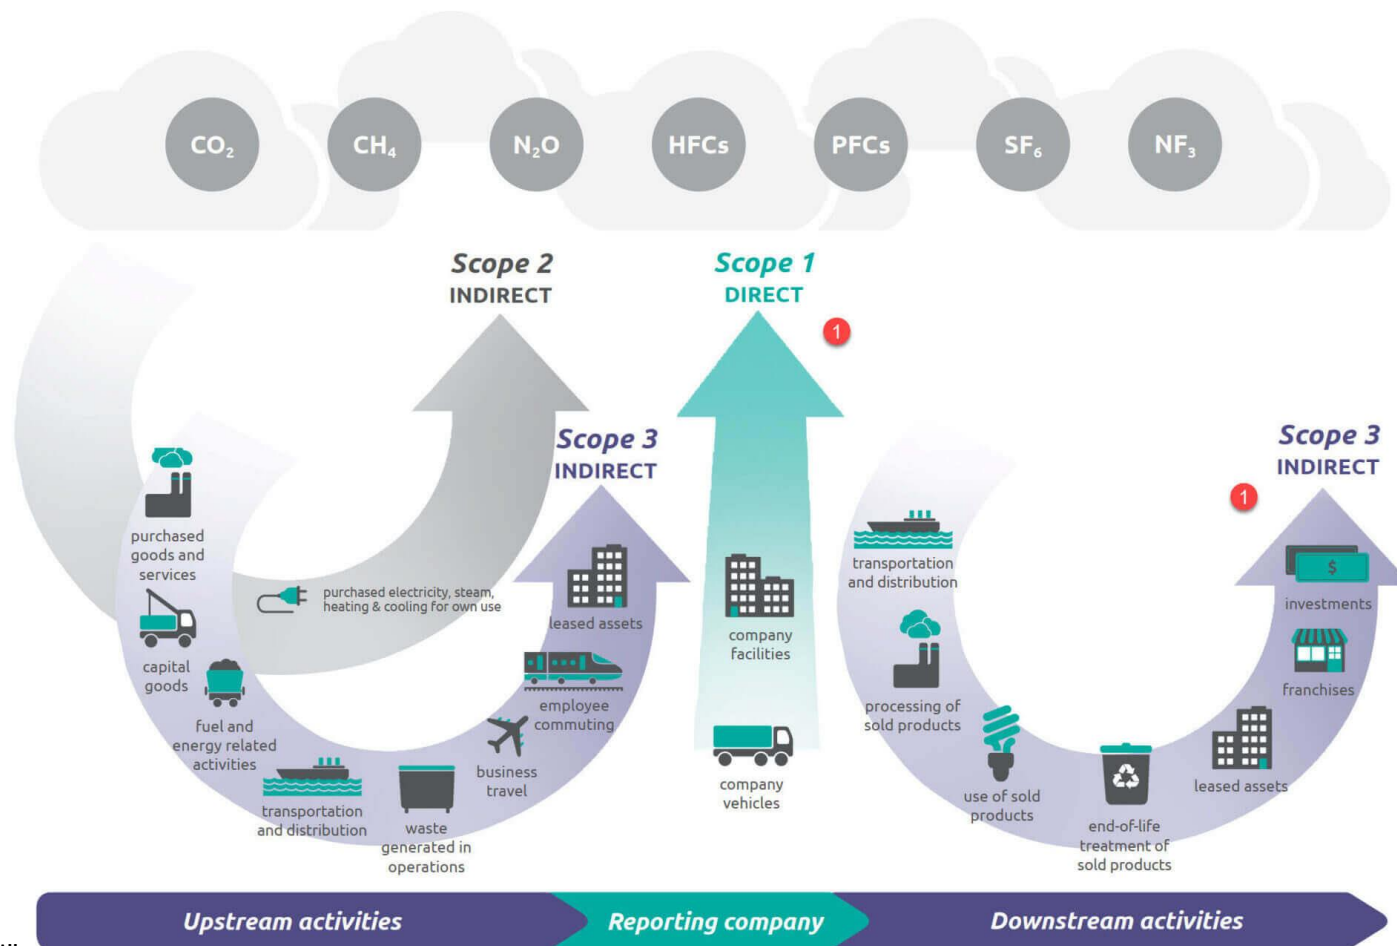 CO₂
CH₄
N₂O
HFCs
PFCs
SF₆
NF₃
Scope 2
INDIRECT
Scope 1
DIRECT
1
Scope 3
INDIRECT
Scope 3
INDIRECT
1
purchased
goods and
services
capital
goods
fuel and
energy related
activities
transportation
and distribution
waste
generated in
operations
business
travel
employee
commuting
leased assets
purchased electricity, steam,
heating & cooling for own use
company
facilities
company
vehicles
transportation
and distribution
processing of
sold products
use of sold
products
end-of-life
treatment of
sold products
leased assets
franchises
$
investments
Upstream activities
Reporting company
Downstream activities